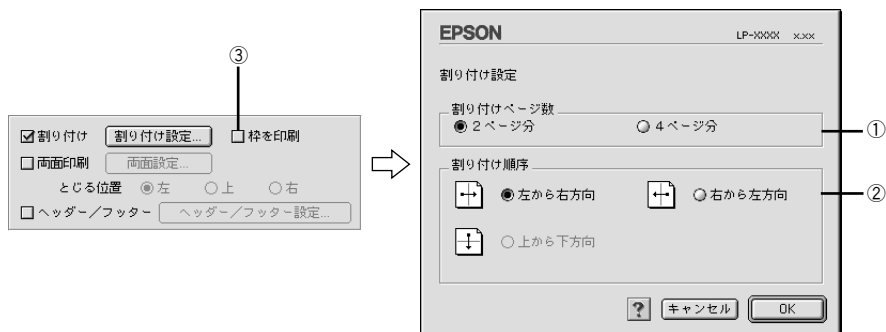 ③
割り付け 割り付け設定... 枠を印刷
両面印刷 両面設定...
とじる位置 左 上 右
ヘッダー/フッター ヘッダー/フッター設定...
EPSON LP-XXXX x.xx
割り付け設定
割り付けページ数
2ページ分 4ページ分
①
割り付け順序
左から右方向 右から左方向
②
上から下方向
? キャンセル OK